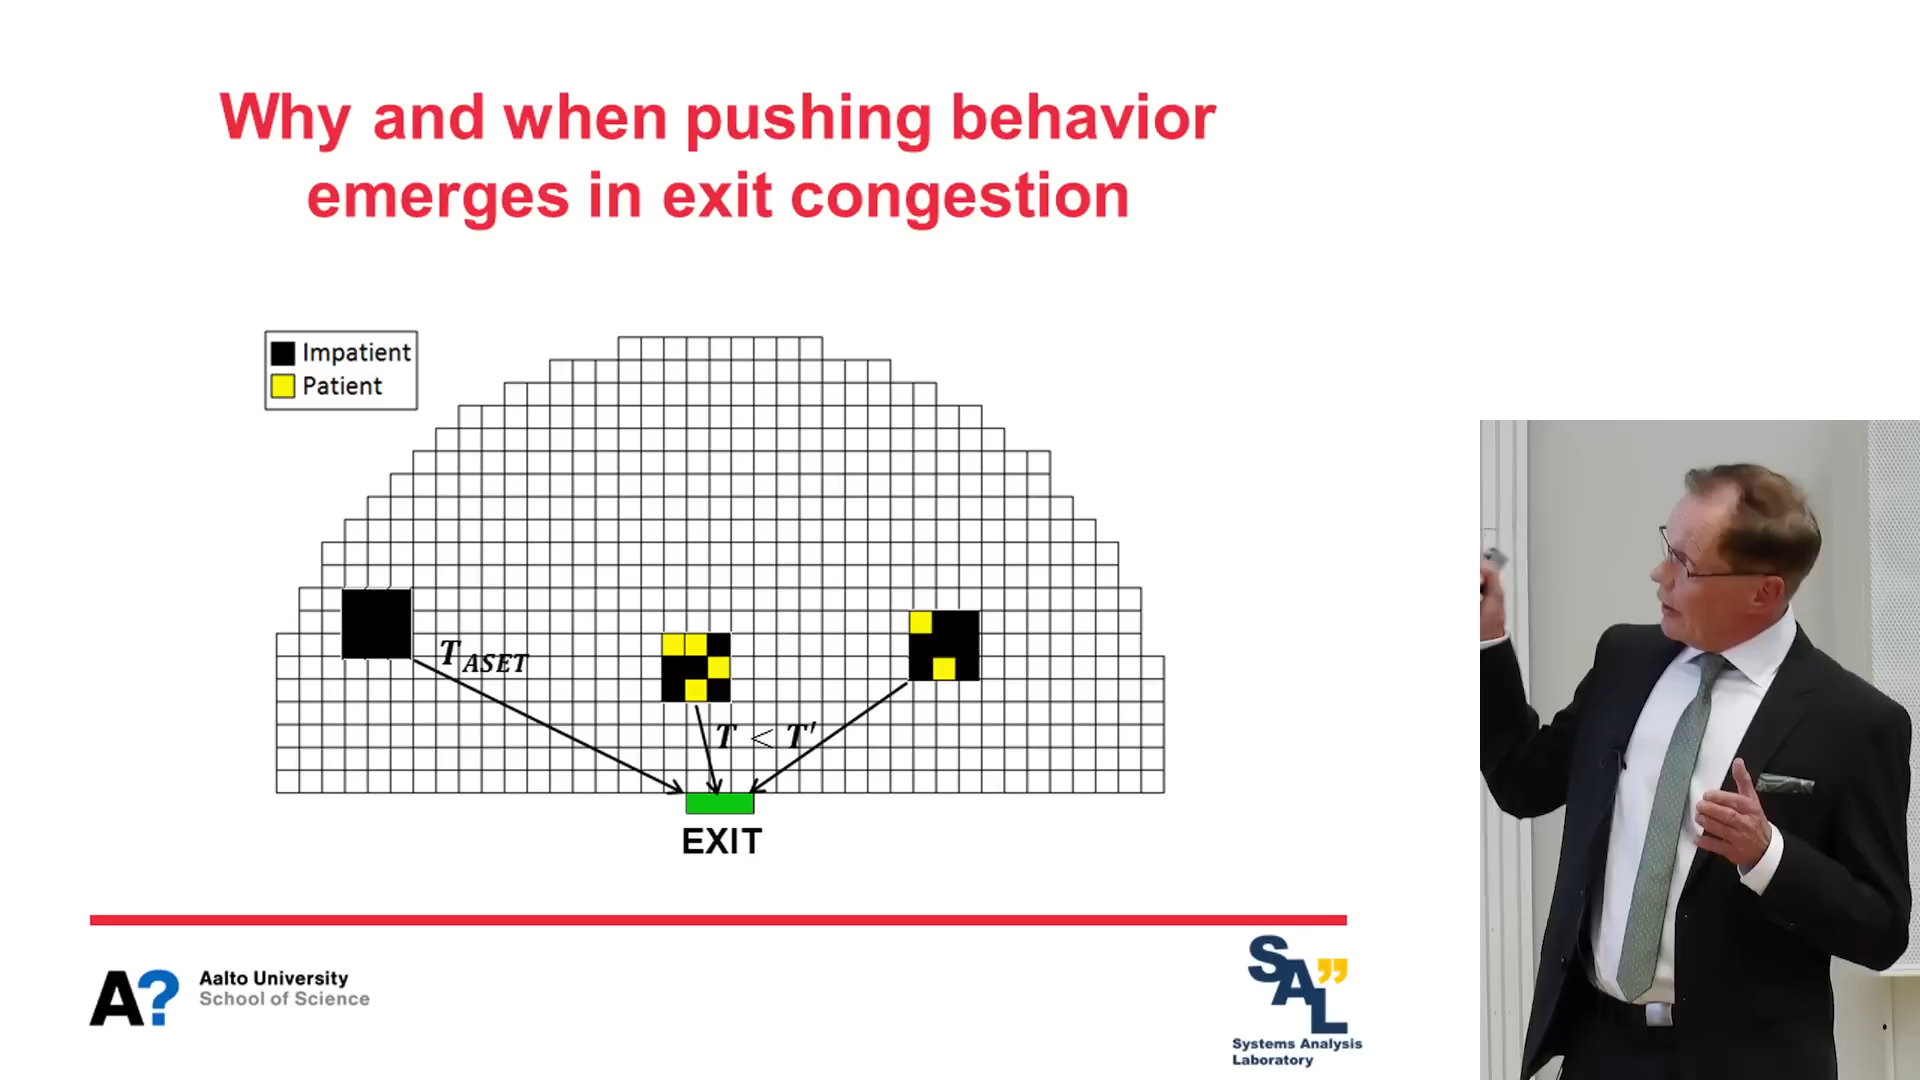 Why and when pushing behavior
emerges in exit congestion
Impatient
Patient
T_ASET
T < T′
EXIT
A?
Aalto University
School of Science
SAL”
Systems Analysis
Laboratory